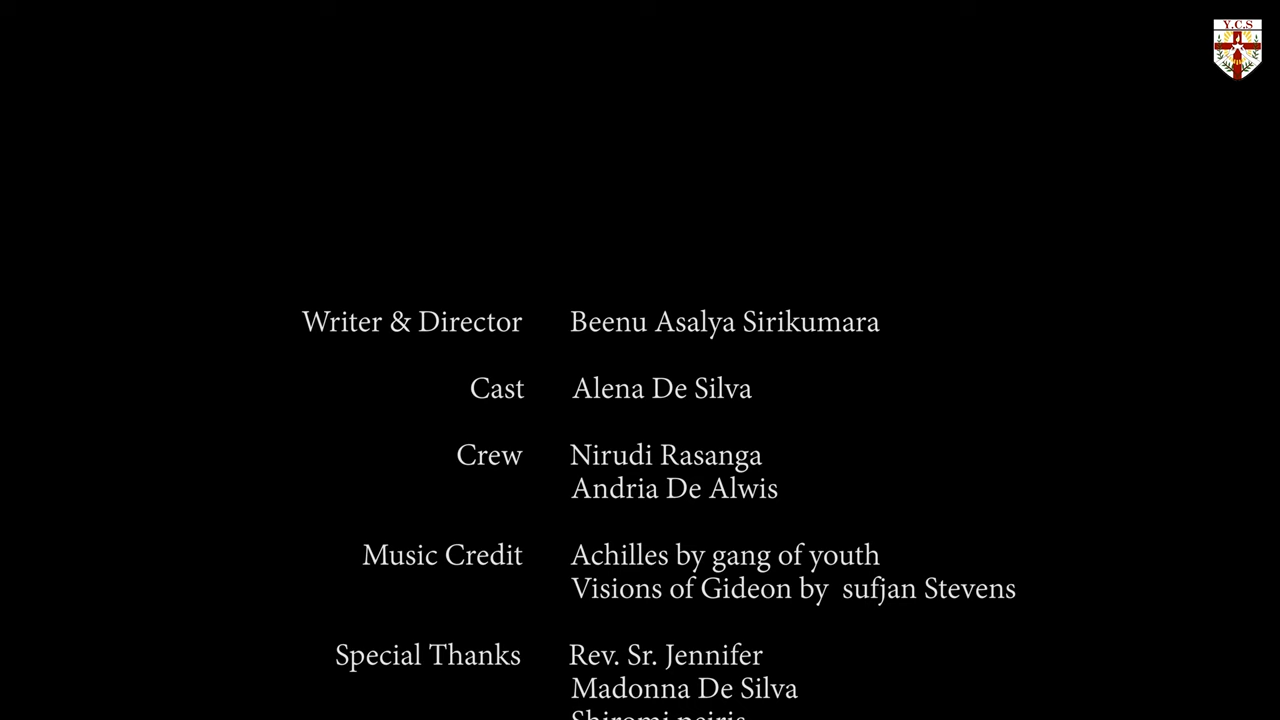 Y.C.S
Writer & Director Beenu Asalya Sirikumara
Cast Alena De Silva
Crew Nirudi Rasanga
Andria De Alwis
Music Credit Achilles by gang of youth
Visions of Gideon by sufjan Stevens
Special Thanks Rev. Sr. Jennifer
Madonna De Silva